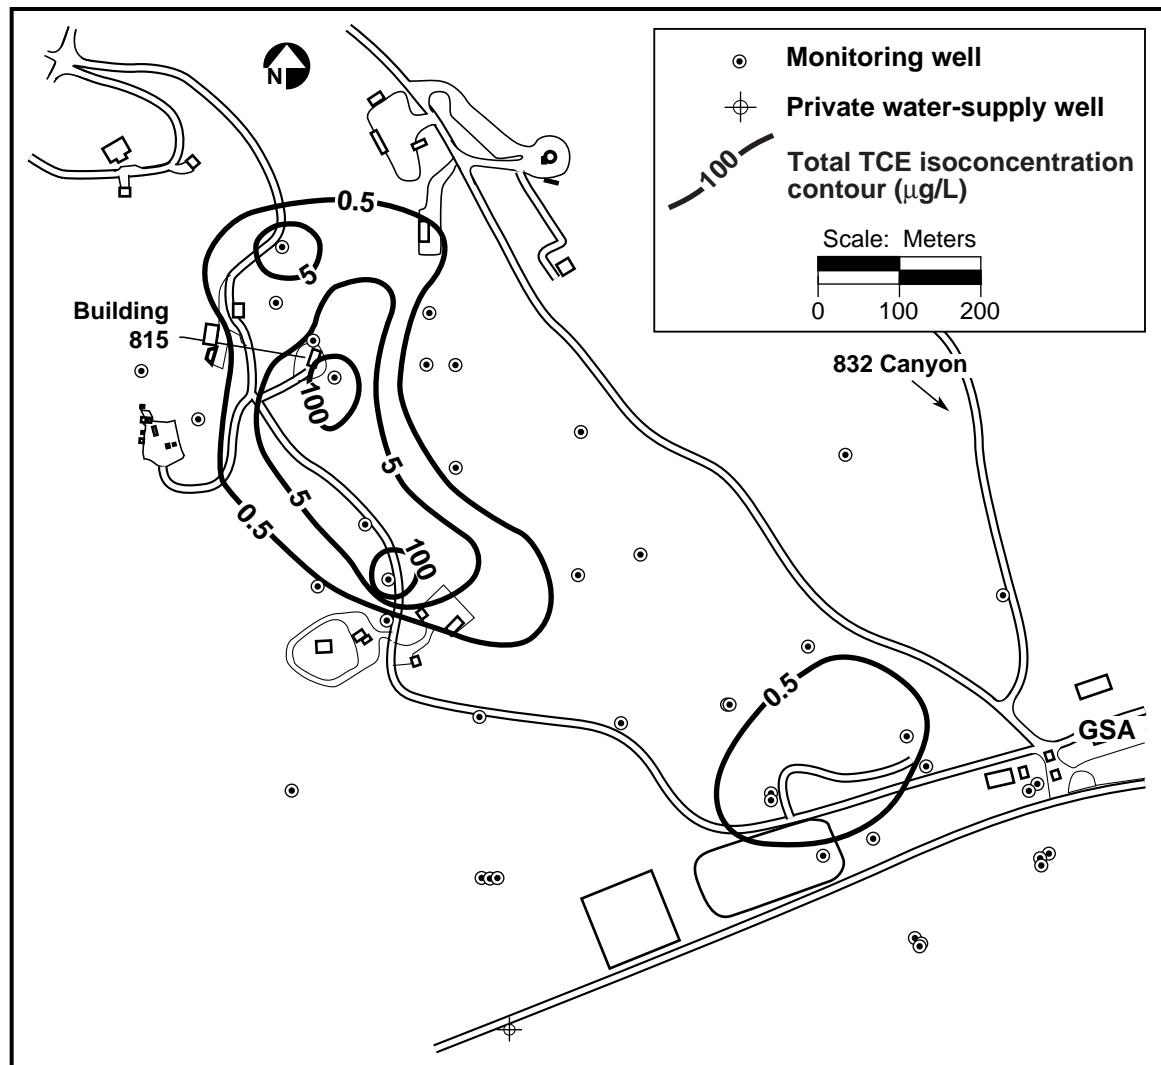 N
Monitoring well
Private water-supply well
100
Total TCE isoconcentration
contour (μg/L)
Scale: Meters
0 100 200
0.5
5
Building
815
832 Canyon
100
5
5
0.5
100
0.5
GSA